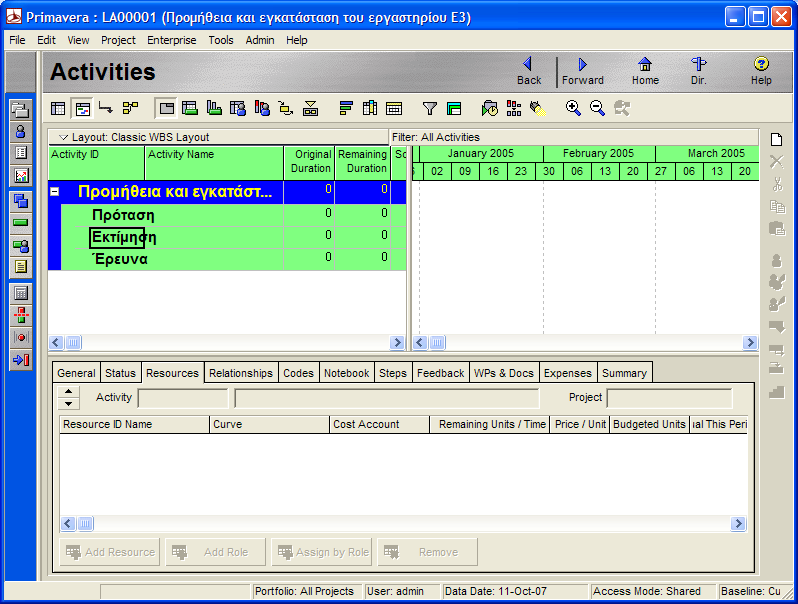 Primavera : LA00001 (Προμήθεια και εγκατάσταση του εργαστηρίου E3)
File Edit View Project Enterprise Tools Admin Help
Activities
Back Forward Home Dir. Help
Layout: Classic WBS Layout Filter: All Activities
Activity ID Activity Name Original Duration Remaining Duration Sc
January 2005 February 2005 March 2005
02 09 16 23 30 06 13 20 27 06 13 20
Προμήθεια και εγκατάστ... 0 0
Πρόταση 0 0
Εκτίμηση 0 0
Έρευνα 0 0
General Status Resources Relationships Codes Notebook Steps Feedback WPs & Docs Expenses Summary
Activity Project
Resource ID Name Curve Cost Account Remaining Units / Time Price / Unit Budgeted Units ıal This Peri
Add Resource Add Role Assign by Role Remove
Portfolio: All Projects User: admin Data Date: 11-Oct-07 Access Mode: Shared Baseline: Cu